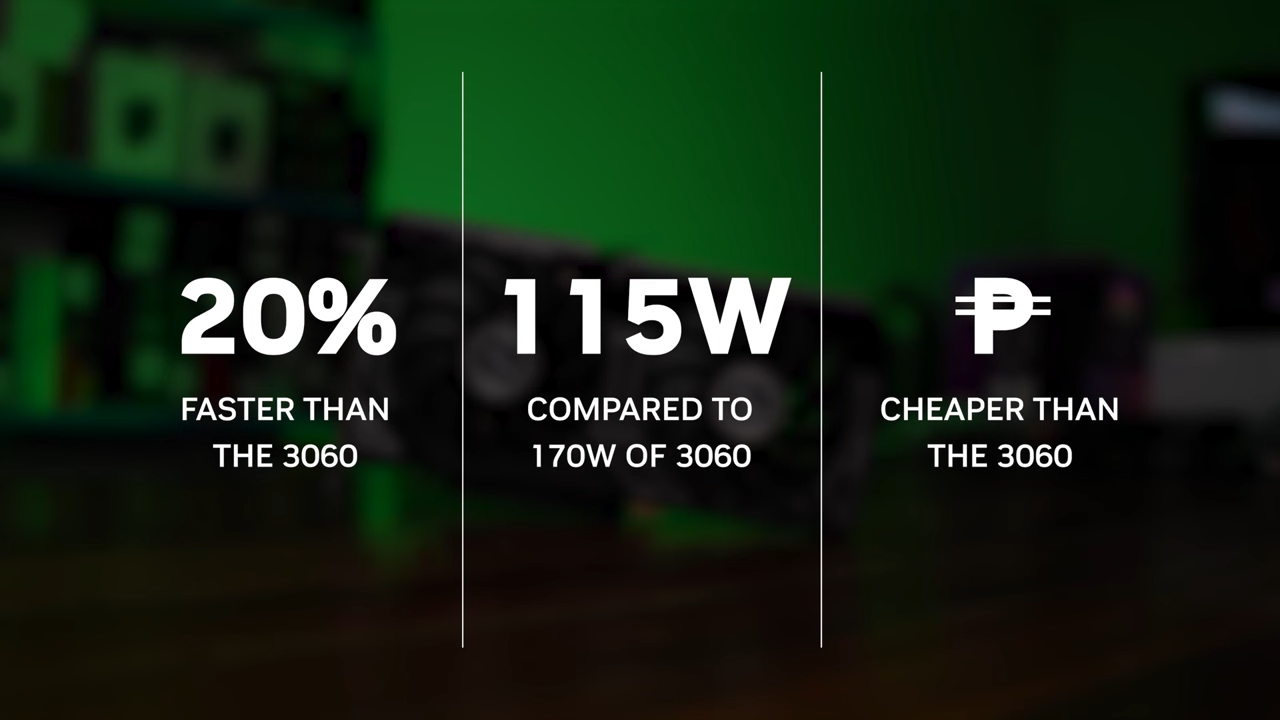 20%
FASTER THAN
THE 3060
115W
COMPARED TO
170W OF 3060
₱
CHEAPER THAN
THE 3060